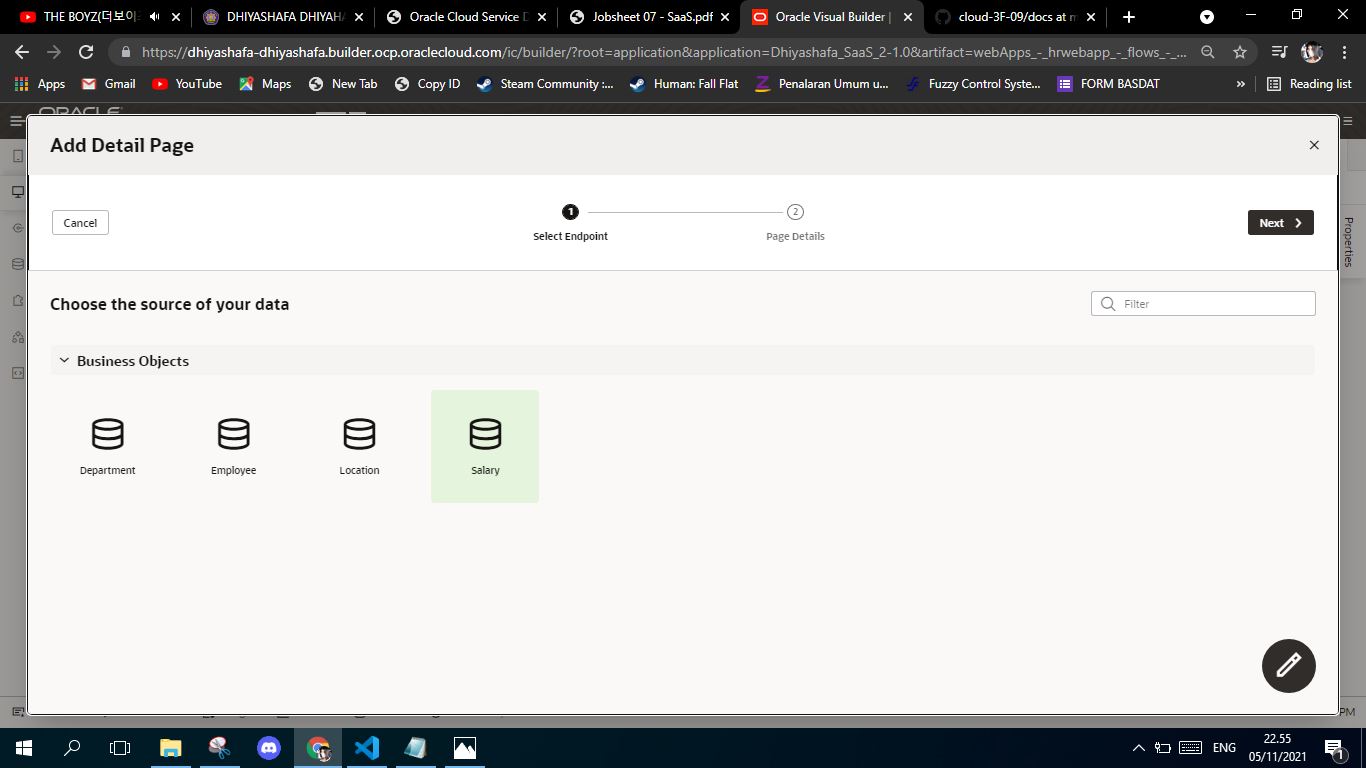 THE BOYZ(더보이
DHIYASHAFA DHIYAHA
Oracle Cloud Service D
Jobsheet 07 - SaaS.pdf
Oracle Visual Builder |
cloud-3F-09/docs at m
https://dhiyashafa-dhiyashafa.builder.ocp.oraclecloud.com/ic/builder/?root=application&application=Dhiyashafa_SaaS_2-1.0&artifact=webApps_-_hrwebapp_-_flows_-_...
Apps
Gmail
YouTube
Maps
New Tab
Copy ID
Steam Community :...
Human: Fall Flat
Penalaran Umum u...
Fuzzy Control Syste...
FORM BASDAT
»
Reading list
ORACLE
Add Detail Page
Cancel
1
2
Select Endpoint
Page Details
Next
Properties
Choose the source of your data
Filter
Business Objects
Department
Employee
Location
Salary
PM
ENG
22.55
05/11/2021
1